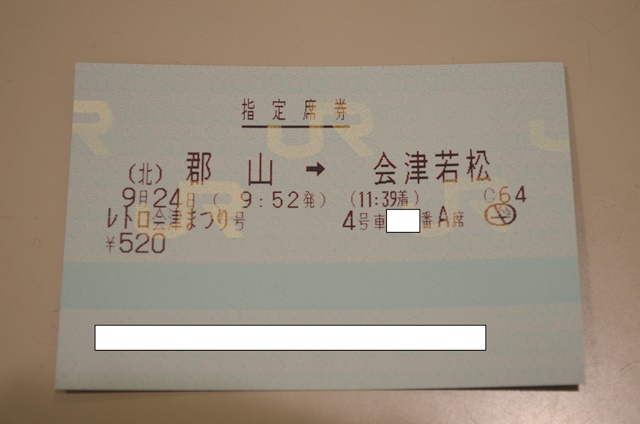 指定席券
(北) 郡山 → 会津若松
9月24日 ( 9:52発) (11:39着) C64
レトロ会津まつり号 4号車 番A席
¥520